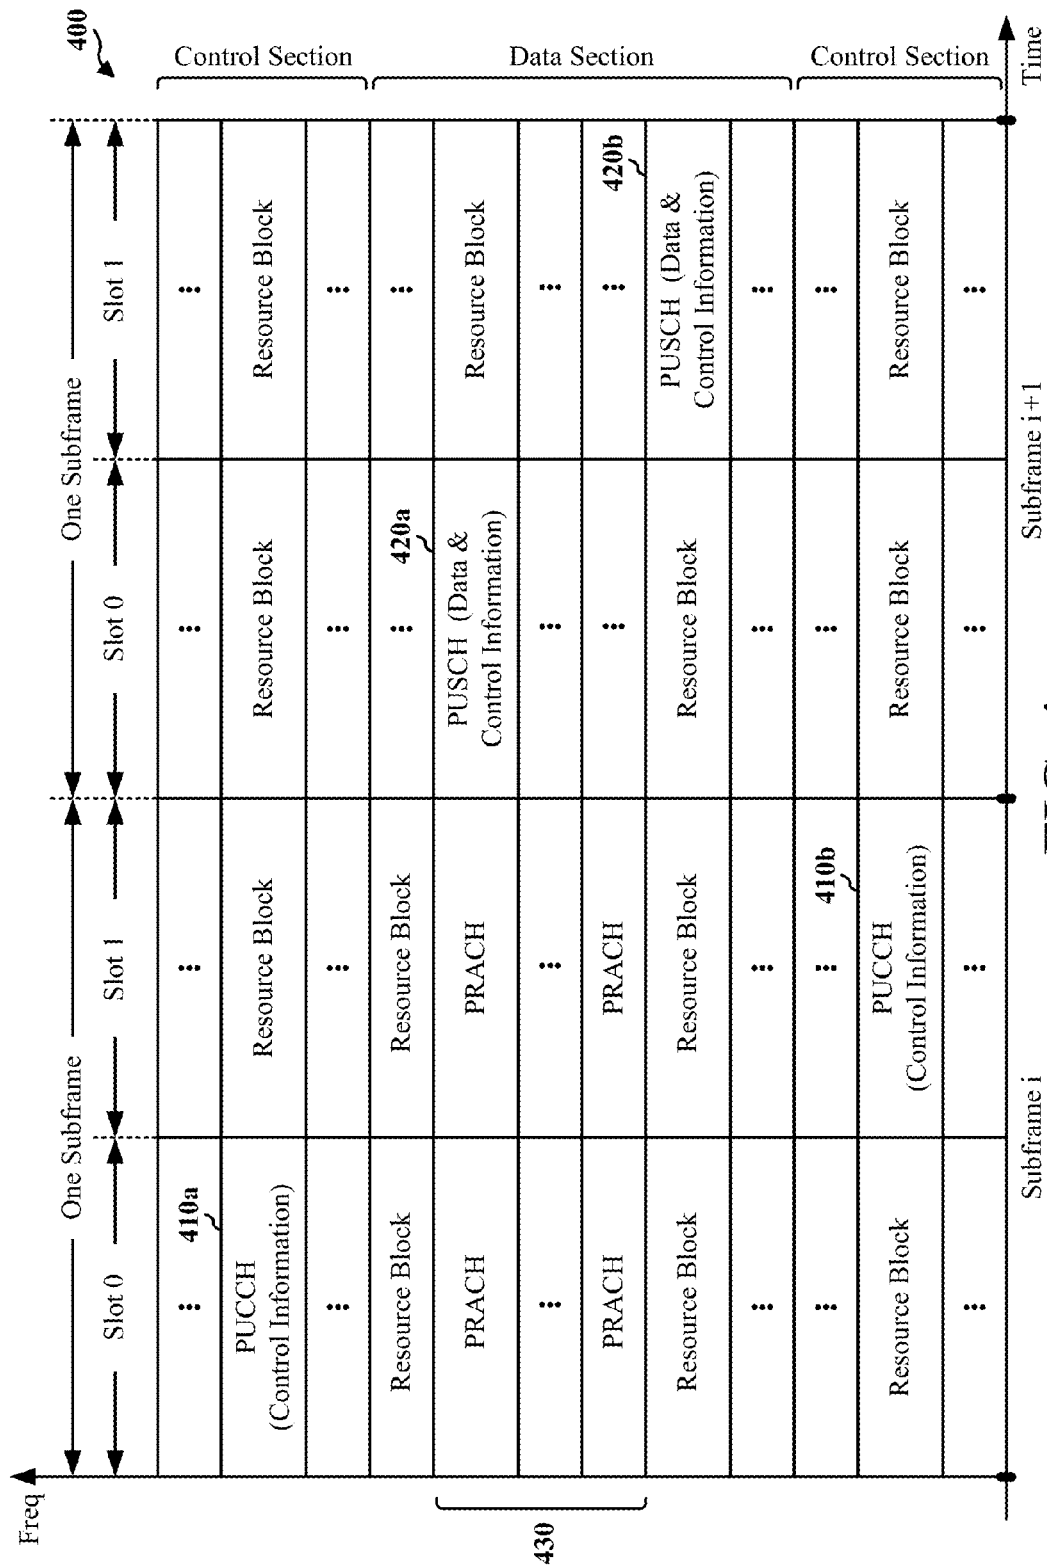 400
Freq
One Subframe
One Subframe
Slot 0
Slot 1
Slot 0
Slot 1
410a
PUCCH
(Control Information)
Resource Block
Resource Block
Resource Block
Control Section
Resource Block
Resource Block
420a
430
PRACH
PRACH
PUSCH (Data &
Control Information)
Resource Block
Data Section
PRACH
PRACH
420b
Resource Block
Resource Block
Resource Block
PUSCH (Data &
Control Information)
410b
Resource Block
PUCCH
(Control Information)
Resource Block
Resource Block
Control Section
Subframe i
Subframe i+1
Time